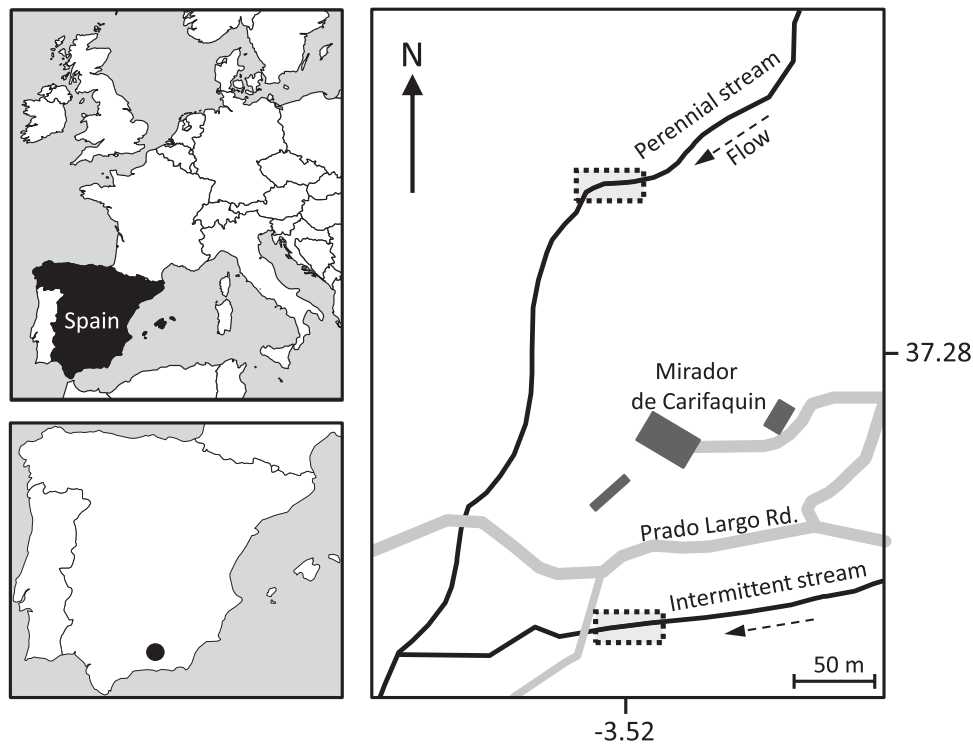 Spain
N
Perennial stream
Flow
37.28
Mirador
de Carifaquin
Prado Largo Rd.
Intermittent stream
50 m
-3.52